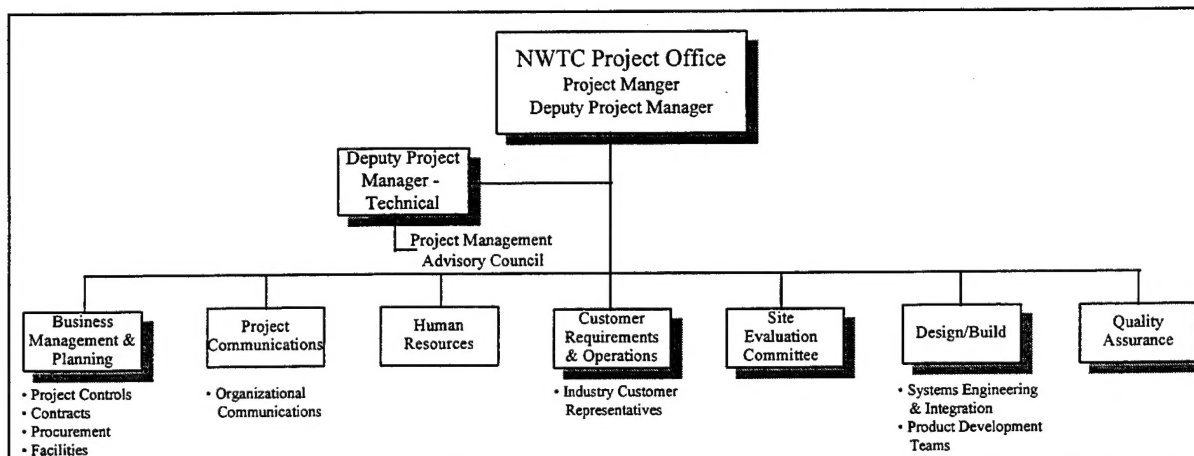 NWTC Project Office
Project Manger
Deputy Project Manager
Deputy Project
Manager -
Technical
Project Management
Advisory Council
Business
Management &
Planning
• Project Controls
• Contracts
• Procurement
• Facilities
Project
Communications
• Organizational
Communications
Human
Resources
Customer
Requirements
& Operations
• Industry Customer
Representatives
Site
Evaluation
Committee
Design/Build
• Systems Engineering
& Integration
• Product Development
Teams
Quality
Assurance